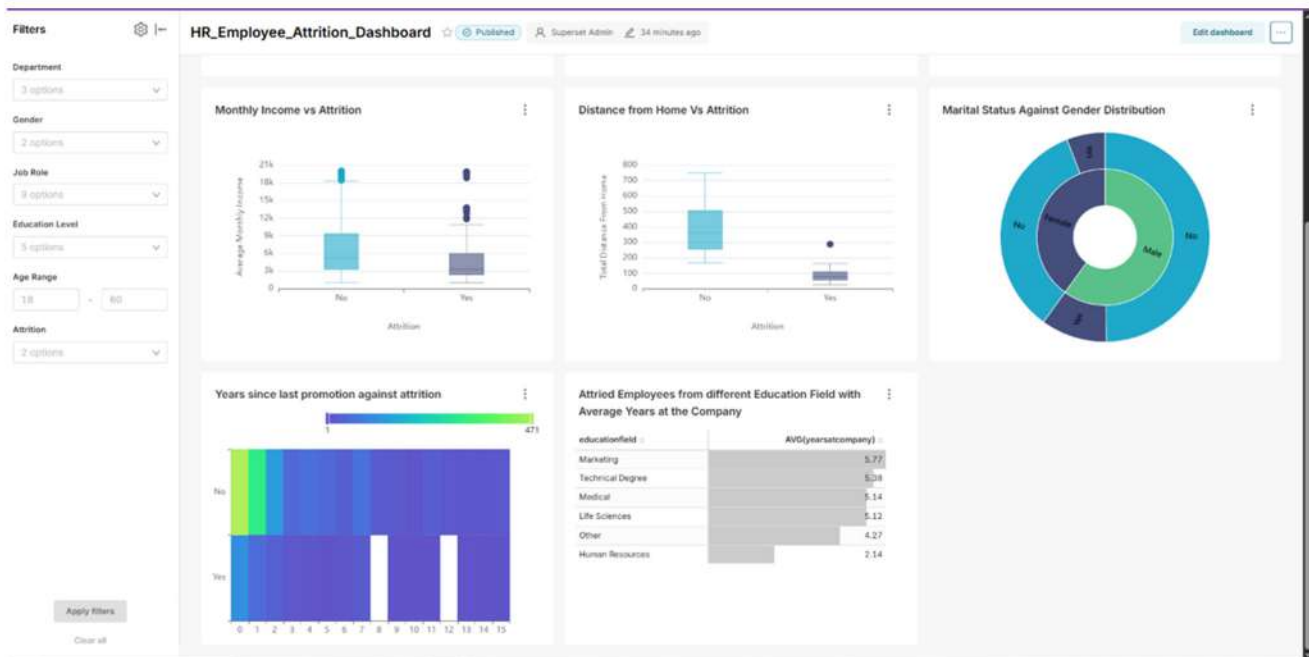 Filters
HR_Employee_Attrition_Dashboard
Published
Superset Admin
34 minutes ago
Edit dashboard
Department
3 options
Gender
2 options
Job Role
9 options
Education Level
5 options
Age Range
18 - 60
Attrition
2 options
Apply filters
Clear all
Monthly Income vs Attrition
Average Monthly Income
21k
18k
15k
12k
9k
6k
3k
0
No
Yes
Attrition
Distance from Home Vs Attrition
Total Distance From Home
800
700
600
500
400
300
200
100
0
No
Yes
Attrition
Marital Status Against Gender Distribution
Yes
No
Female
Male
No
Yes
Years since last promotion against attrition
1
471
No
Yes
0 1 2 3 4 5 6 7 8 9 10 11 12 13 14 15
Attried Employees from different Education Field with
Average Years at the Company
educationfield AVG(yearsatcompany)
Marketing 5.77
Technical Degree 5.38
Medical 5.14
Life Sciences 5.12
Other 4.27
Human Resources 2.14